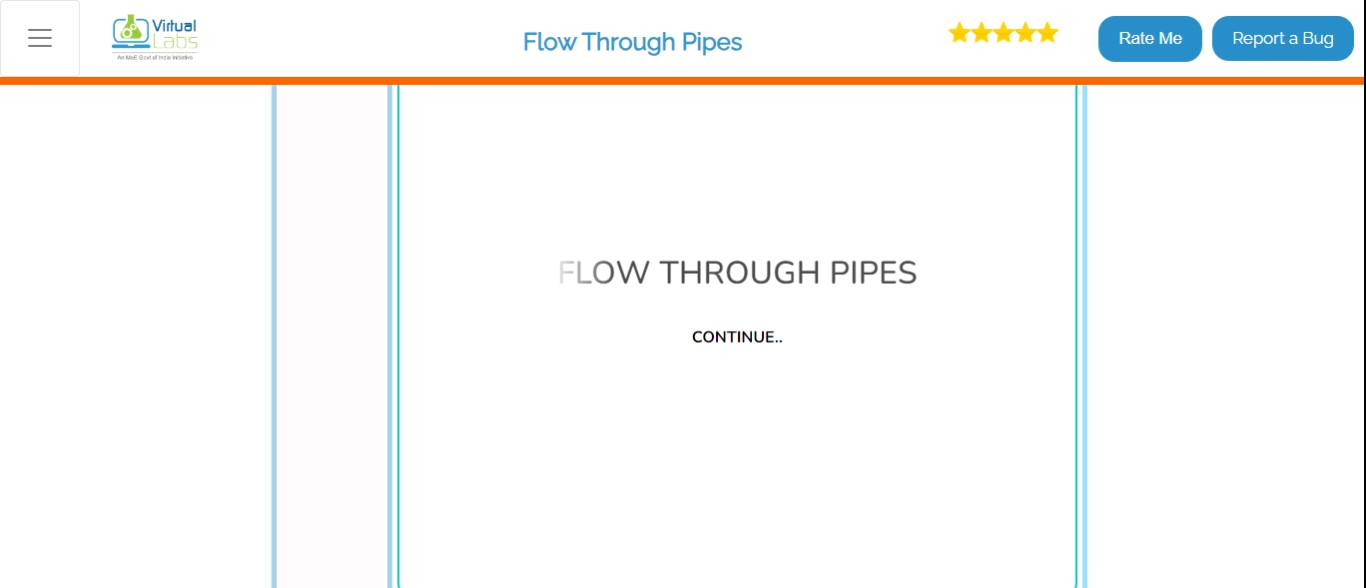 Virtual
Labs
An MoE Govt of India Initiative
Flow Through Pipes
Rate Me
Report a Bug
FLOW THROUGH PIPES
CONTINUE..